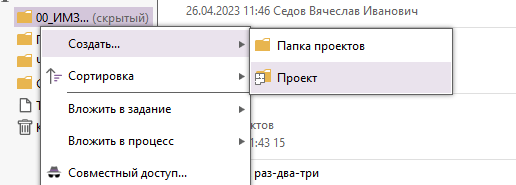 26.04.2023 11:46 Седов Вячеслав Иванович
00_ИМЗ... (скрытый)
Создать...
Папка проектов
Сортировка
Проект
Вложить в задание
Вложить в процесс
1:43 15
Совместный доступ...
раз-два-три